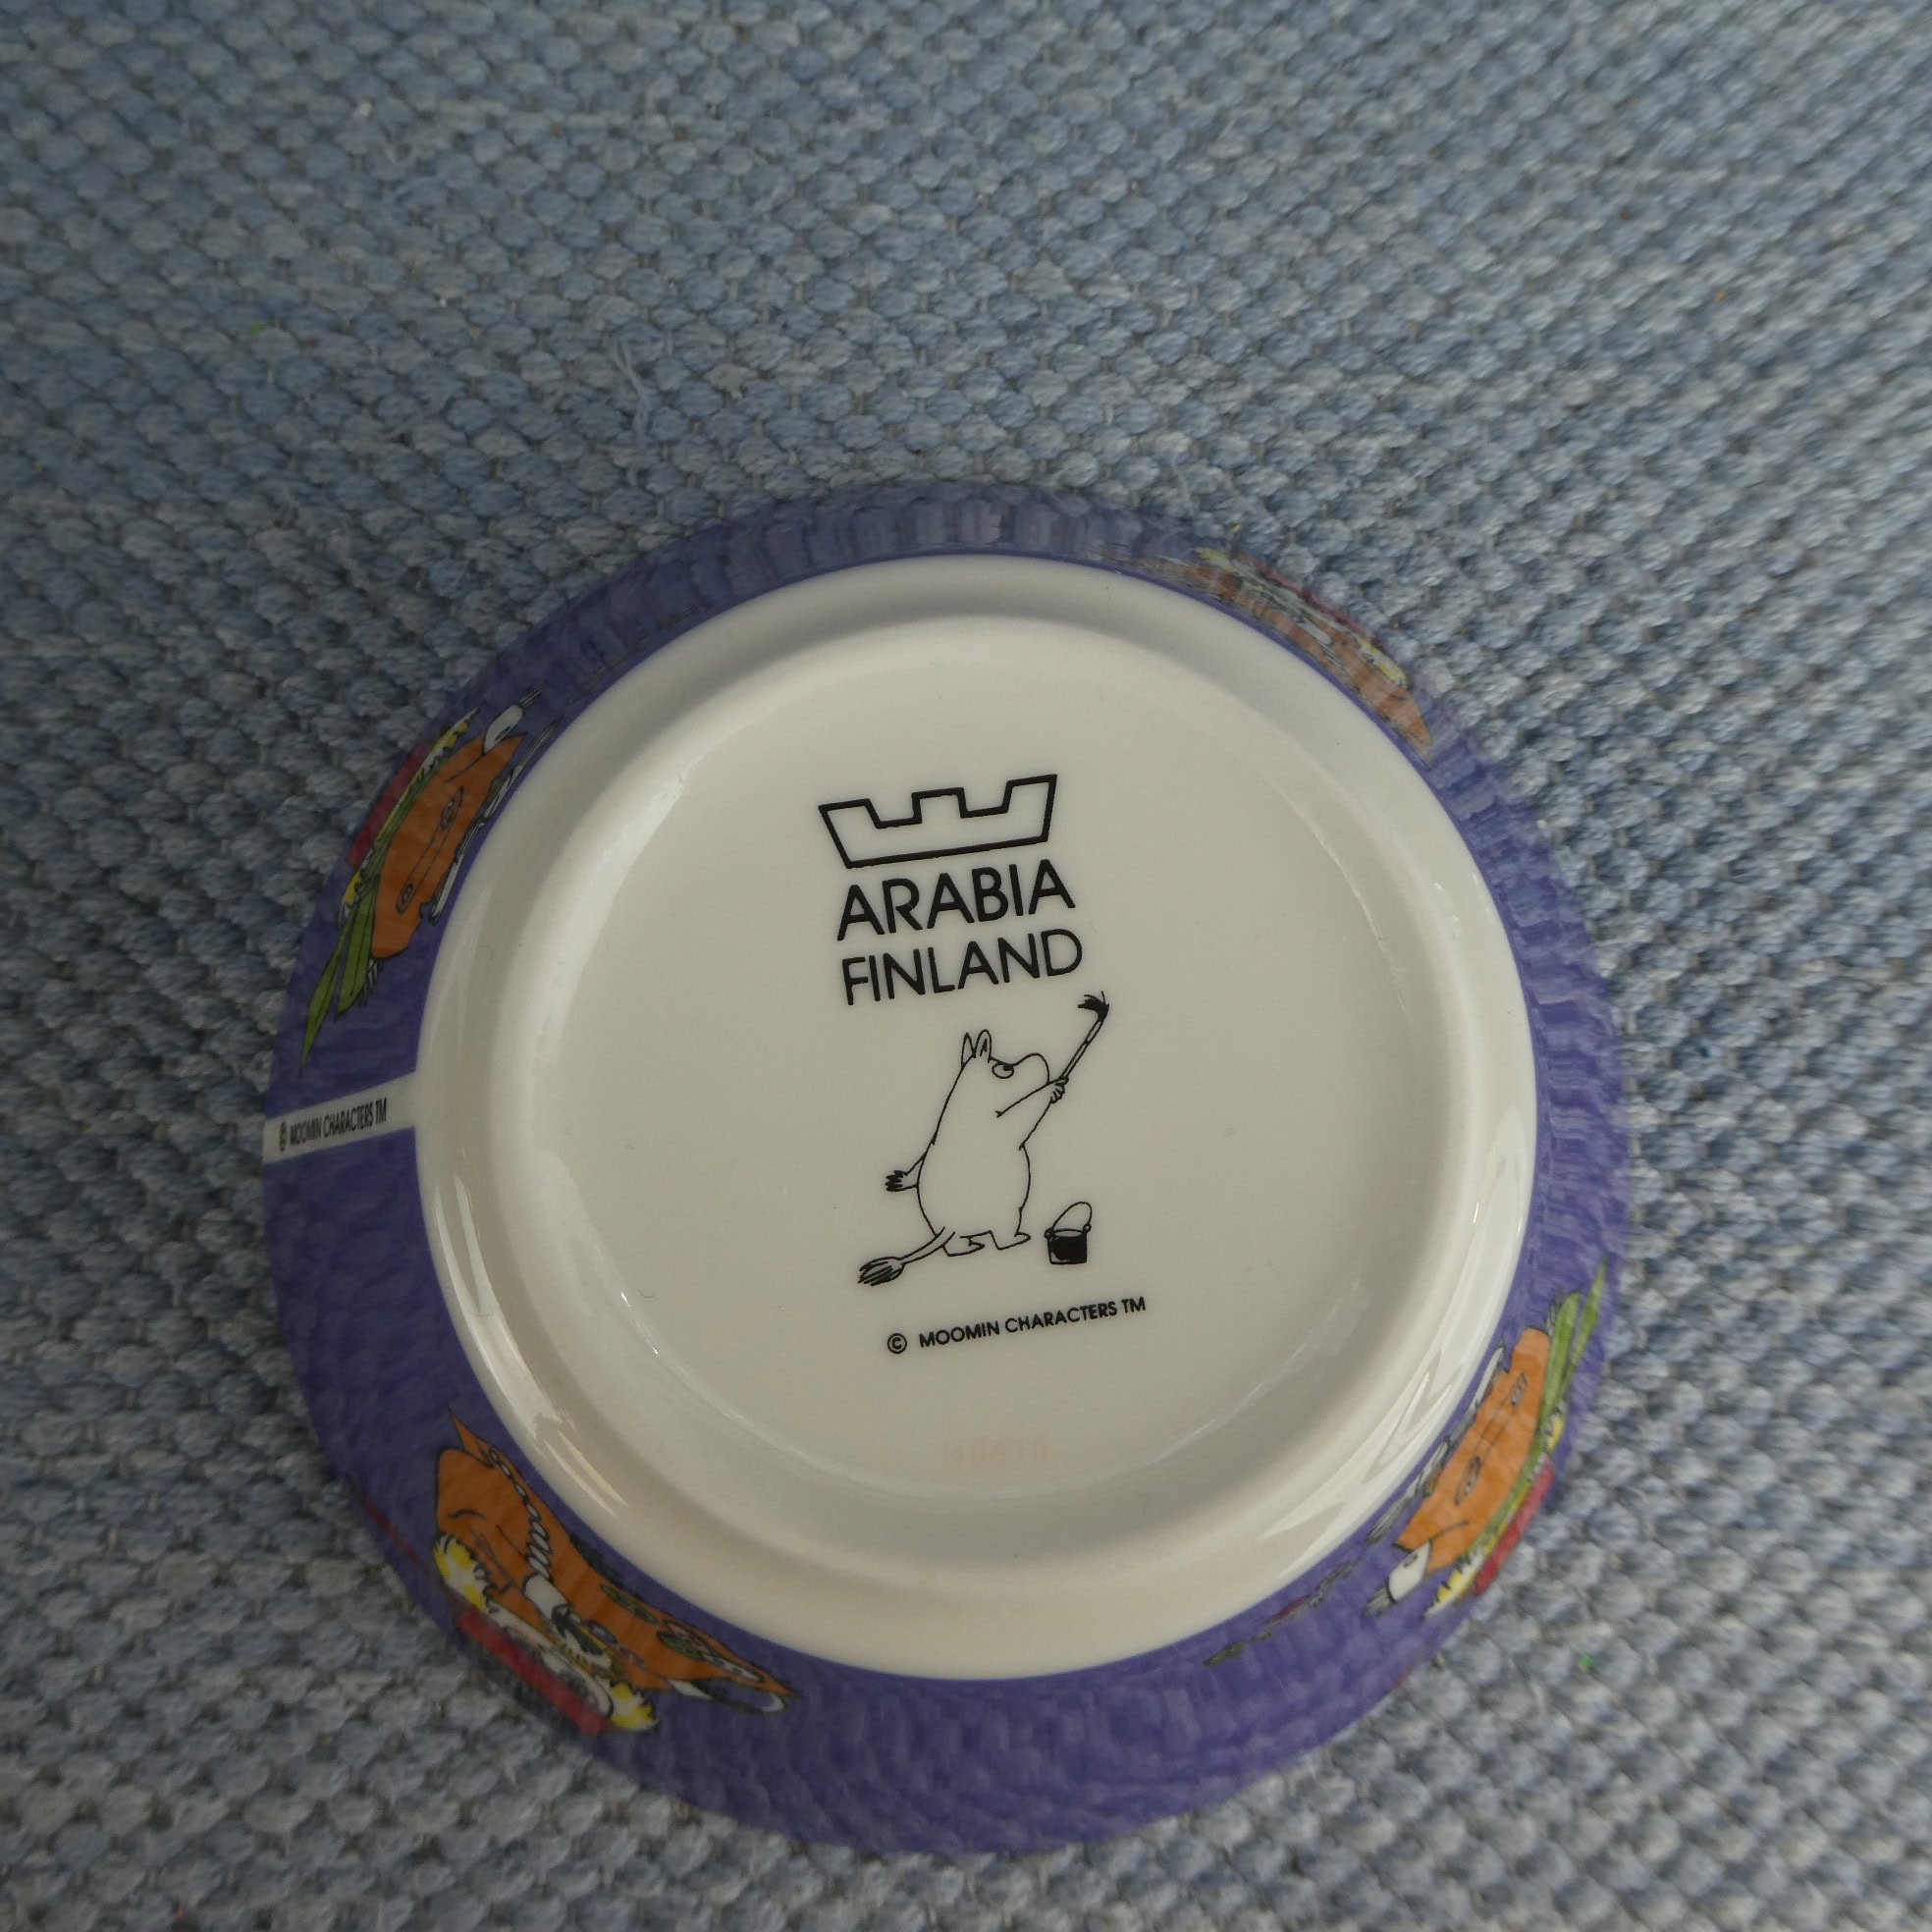 ARABIA
FINLAND
© MOOMIN CHARACTERS TM
© MOOMIN CHARACTERS TM